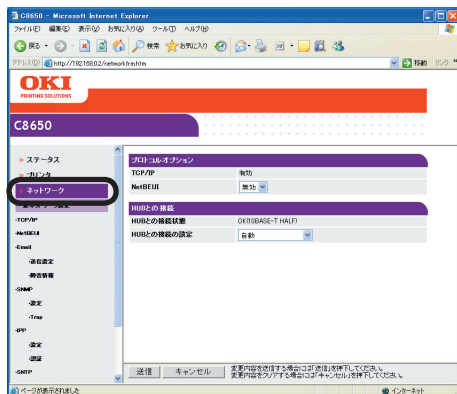 C8650 - Microsoft Internet Explorer
ファイル(F) 編集(E) 表示(V) お気に入り(A) ツール(T) ヘルプ(H)
戻る 検索 お気に入り
アドレス(D) http://192.168.0.2/networkfrm.htm 移動 リンク
OKI
PRINTING SOLUTIONS
C8650
» ステータス
» プリンタ
» ネットワーク
-TCP/IP
-NetBEUI
-Email
-送信設定
-障害情報
-SNMP
-設定
-Trap
-IPP
-設定
-認証
-SNTP
プロトコルオプション
TCP/IP 有効
NetBEUI 無効
HUBとの接続
HUBとの接続状態 OK(10BASE-T HALF)
HUBとの接続の設定 自動
送信 キャンセル
変更内容を送信する場合には「送信」を押下してください。
変更内容をクリアする場合には「キャンセル」を押下してください。
ページが表示されました インターネット